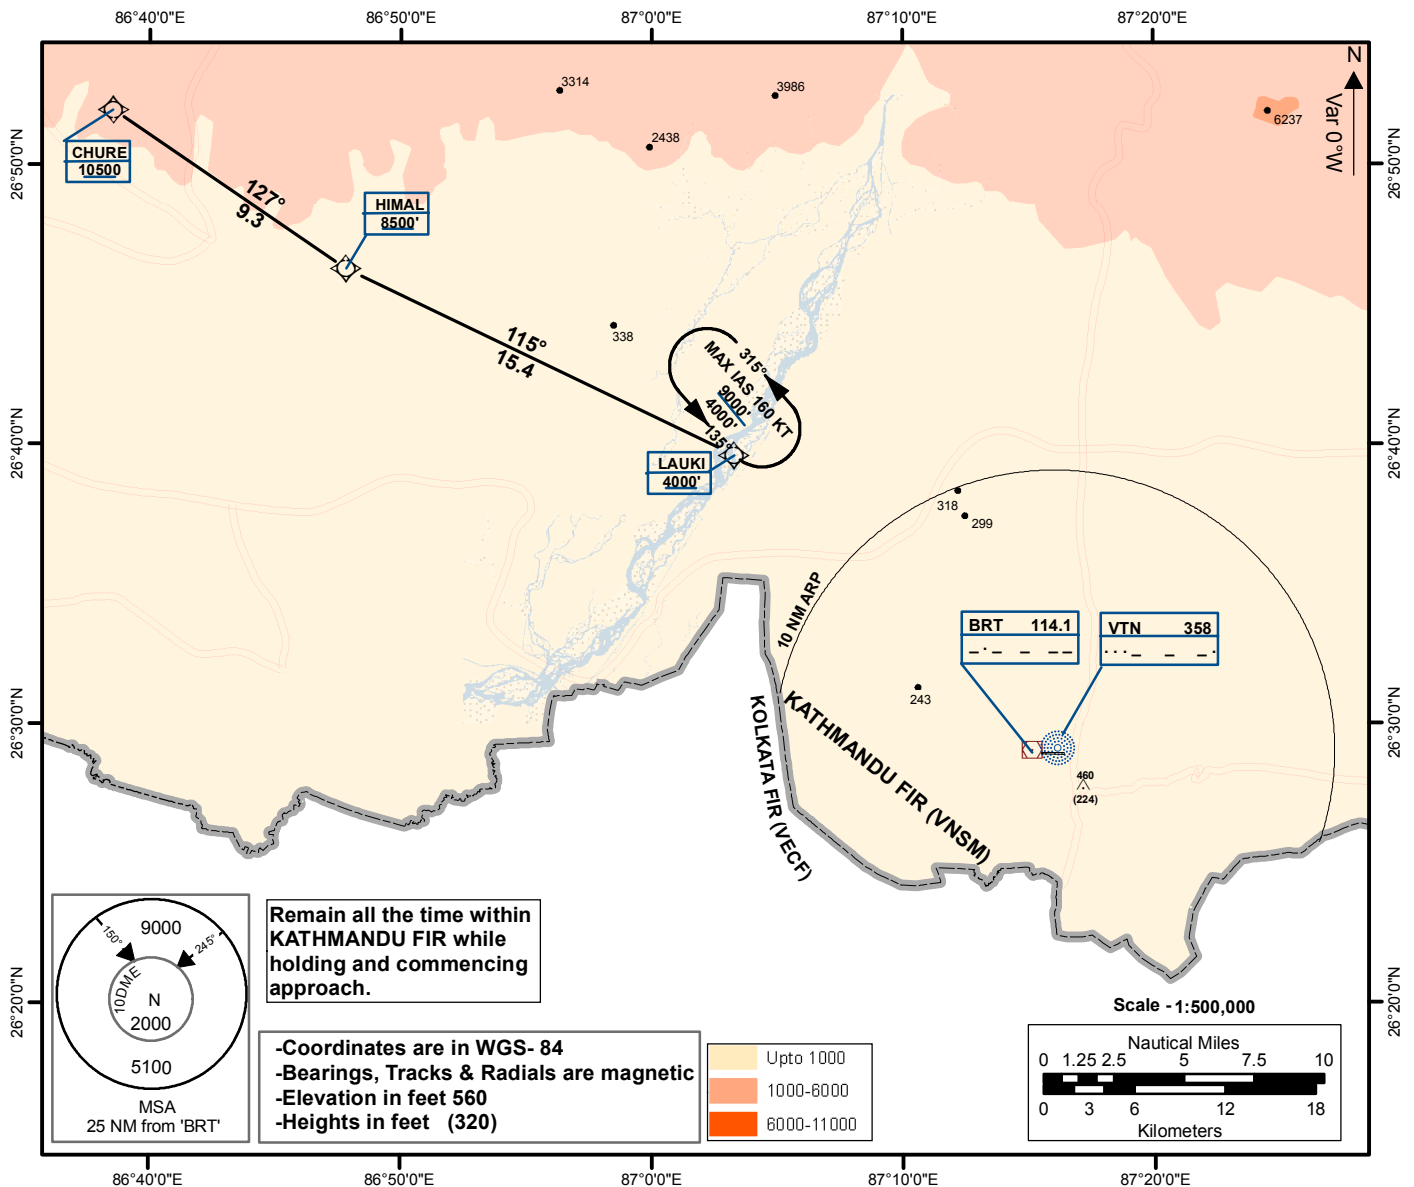 86°40'0"E 86°50'0"E 87°0'0"E 87°10'0"E 87°20'0"E
N
Var 0°W
3314
3986
6237
2438
CHURE
10500
26°50'0"N 26°50'0"N
127°
9.3
HIMAL
8500'
338
115°
15.4
315°
MAX IAS 160 KT
9000'
4000'
135°
26°40'0"N 26°40'0"N
LAUKI
4000'
318
299
10 NM ARP
BRT 114.1
VTN 358
243
26°30'0"N 26°30'0"N
KATHMANDU FIR (VNSM)
KOLKATA FIR (VECF)
460
(224)
9000
150°
245°
10DME
N
2000
5100
MSA
25 NM from 'BRT'
Remain all the time within
KATHMANDU FIR while
holding and commencing
approach.
26°20'0"N 26°20'0"N
-Coordinates are in WGS- 84
-Bearings, Tracks & Radials are magnetic
-Elevation in feet 560
-Heights in feet (320)
Upto 1000
1000-6000
6000-11000
Scale - 1:500,000
Nautical Miles
0 1.25 2.5 5 7.5 10
0 3 6 12 18
Kilometers
86°40'0"E 86°50'0"E 87°0'0"E 87°10'0"E 87°20'0"E